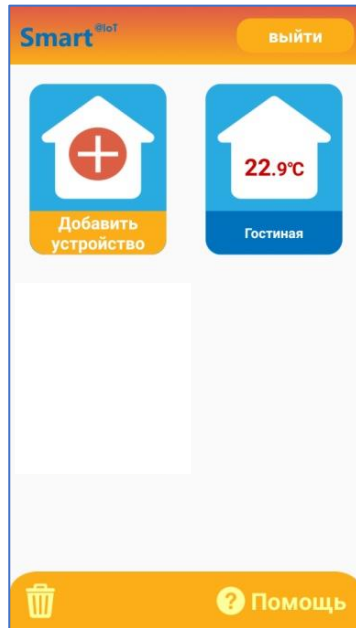 Smart @IoT
выйти
22.9°C
Добавить
устройство
Гостиная
? Помощь